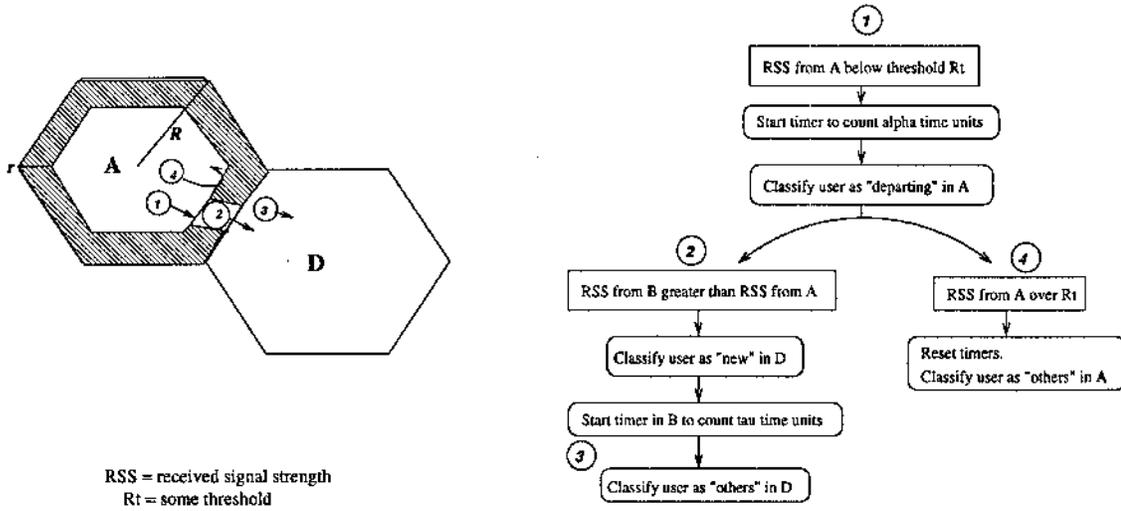 r
R
A
4
1
2
3
D
RSS = received signal strength
Rt = some threshold
1
RSS from A below threshold Rt
Start timer to count alpha time units
Classify user as "departing" in A
2
RSS from B greater than RSS from A
Classify user as "new" in D
Start timer in B to count tau time units
3
Classify user as "others" in D
4
RSS from A over Rt
Reset timers.
Classify user as "others" in A